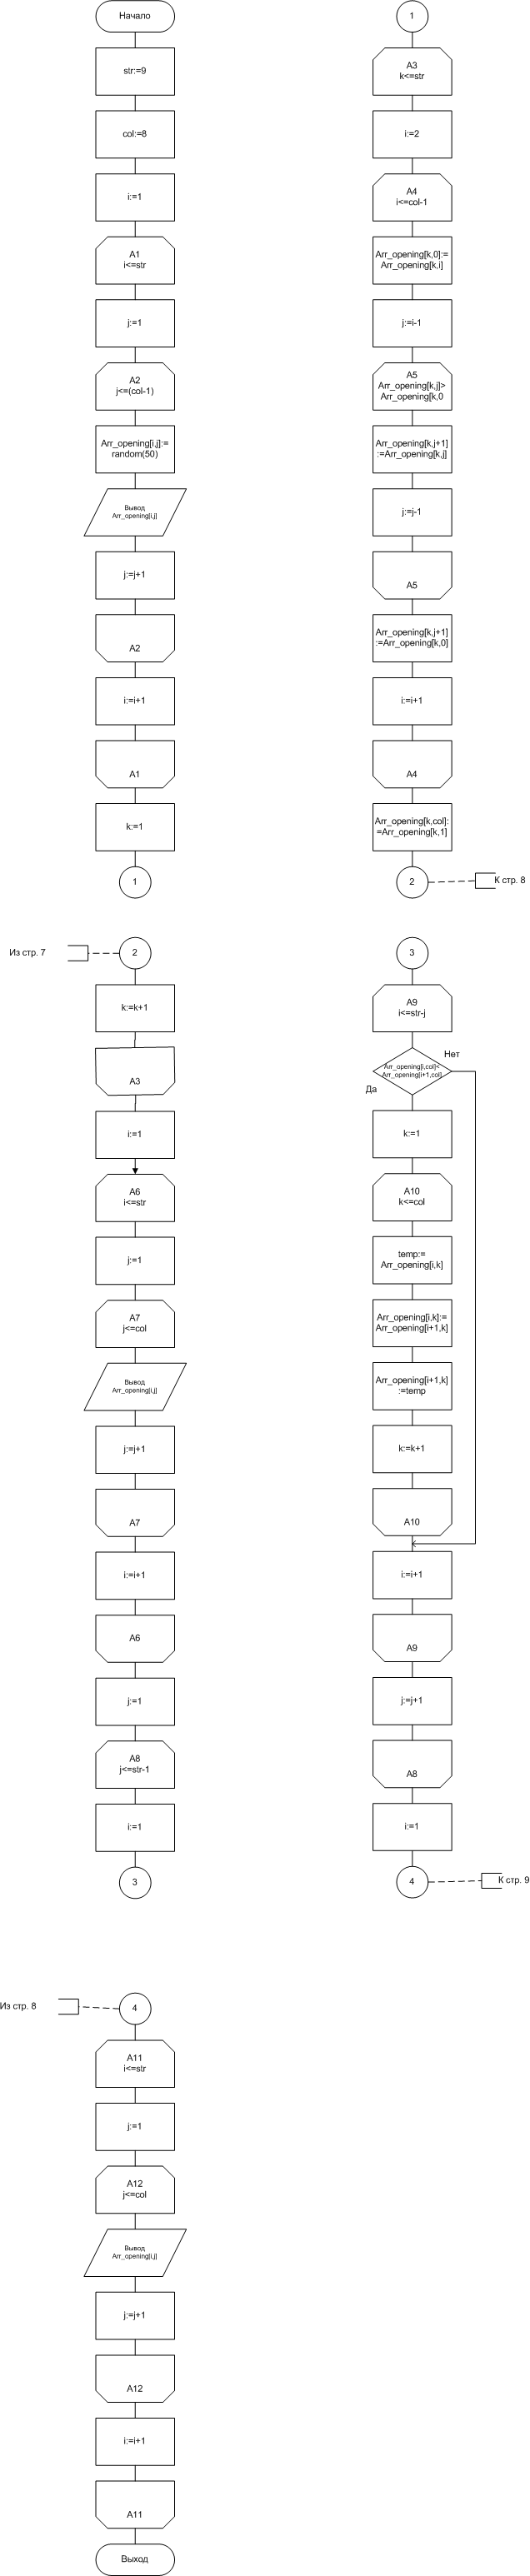 Начало
str:=9
col:=8
i:=1
A1
i<=str
j:=1
A2
j<=(col-1)
Arr_opening[i,j]:=
random(50)
Вывод
Arr_opening[i,j]
j:=j+1
A2
i:=i+1
A1
k:=1
1
1
A3
k<=str
i:=2
A4
i<=col-1
Arr_opening[k,0]:=
Arr_opening[k,i]
j:=i-1
A5
Arr_opening[k,j]>
Arr_opening[k,0
Arr_opening[k,j+1]
:=Arr_opening[k,j]
j:=j-1
A5
Arr_opening[k,j+1]
:=Arr_opening[k,0]
i:=i+1
A4
Arr_opening[k,col]:
=Arr_opening[k,1]
2
К стр. 8
Из стр. 7
2
k:=k+1
A3
i:=1
A6
i<=str
j:=1
A7
j<=col
Вывод
Arr_opening[i,j]
j:=j+1
A7
i:=i+1
A6
j:=1
A8
j<=str-1
i:=1
3
3
A9
i<=str-j
Нет
Arr_opening[i,col]<
Arr_opening[i+1,col]
Да
k:=1
A10
k<=col
temp:=
Arr_opening[i,k]
Arr_opening[i,k]:=
Arr_opening[i+1,k]
Arr_opening[i+1,k]
:=temp
k:=k+1
A10
i:=i+1
A9
j:=j+1
A8
i:=1
4
К стр. 9
Из стр. 8
4
A11
i<=str
j:=1
A12
j<=col
Вывод
Arr_opening[i,j]
j:=j+1
A12
i:=i+1
A11
Выход